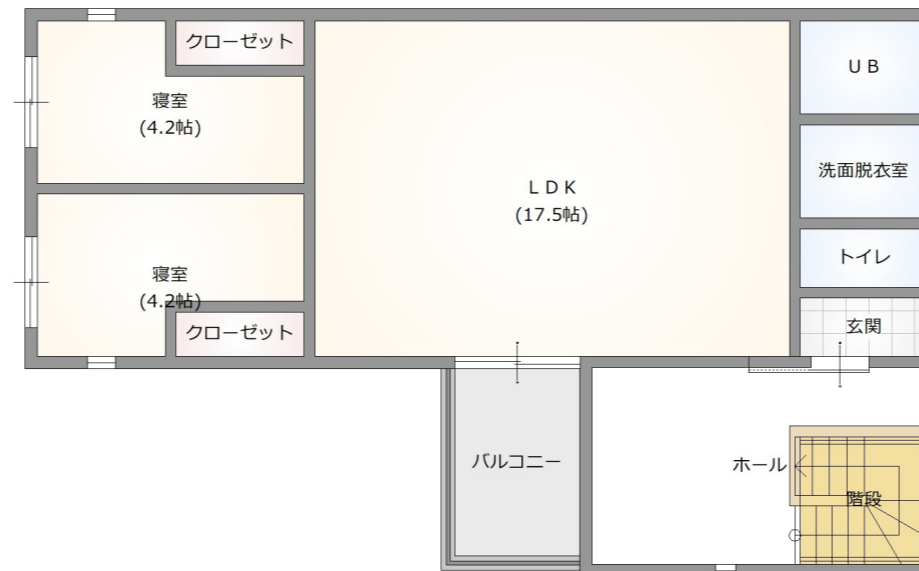 クローゼット
寝室
(4.2帖)
ＵＢ
洗面脱衣室
ＬＤＫ
(17.5帖)
トイレ
寝室
(4.2帖)
クローゼット
玄関
バルコニー
ホール
階段